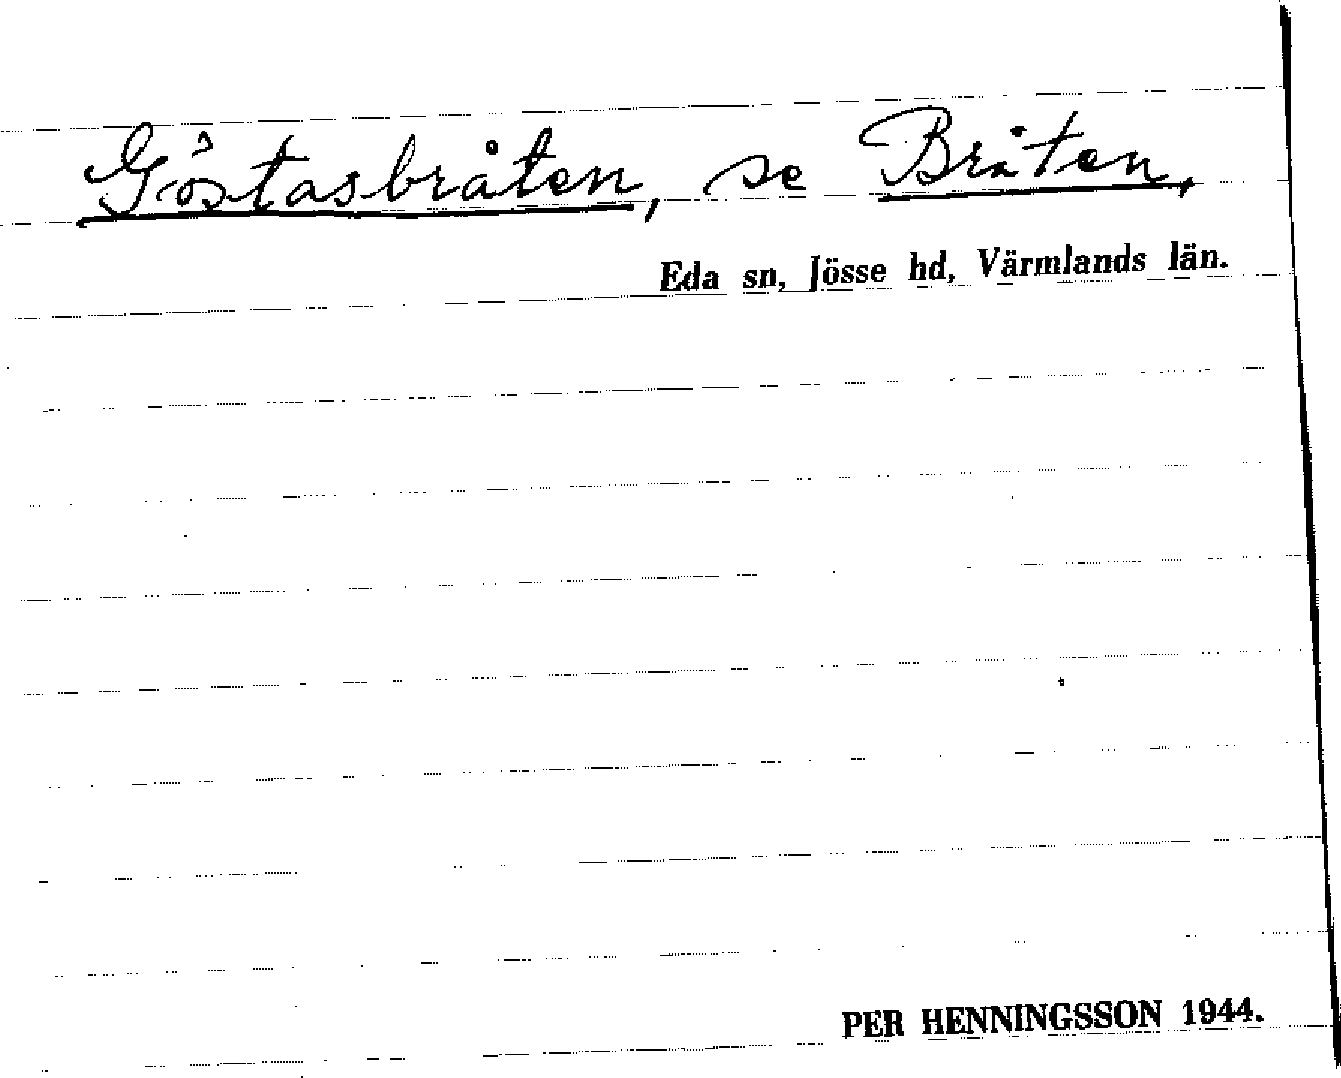 Göstasbråten, se Bråten,
Eda sn, Jösse hd, Värmlands län.
PER HENNINGSSON 1944.